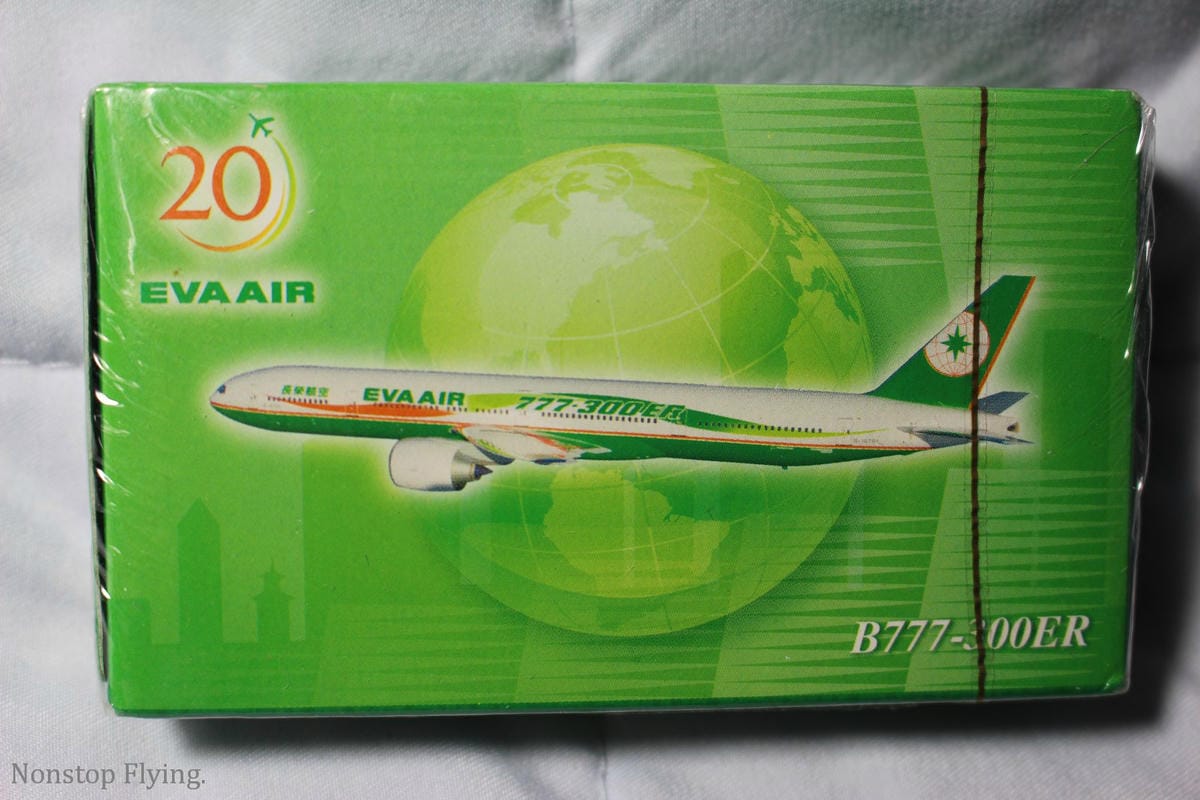 20
EVA AIR
長榮航空 EVA AIR 777-300ER
B777-300ER
Nonstop Flying.